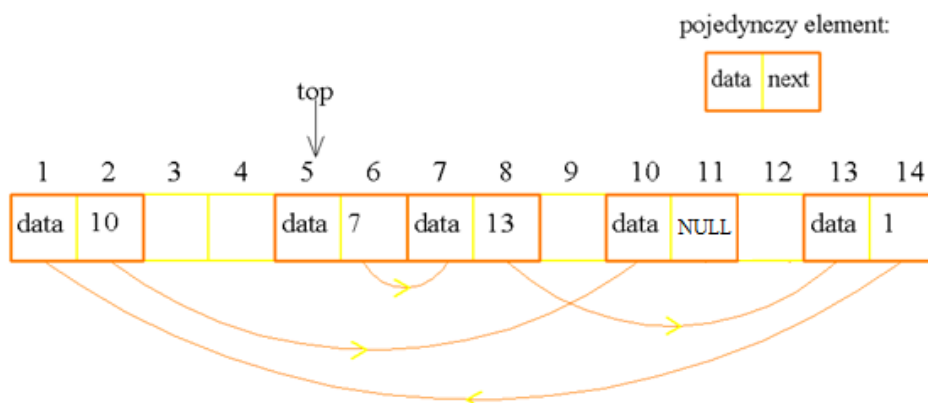 pojedynczy element:
data next
top
1 2 3 4 5 6 7 8 9 10 11 12 13 14
data 10 data 7 data 13 data NULL data 1